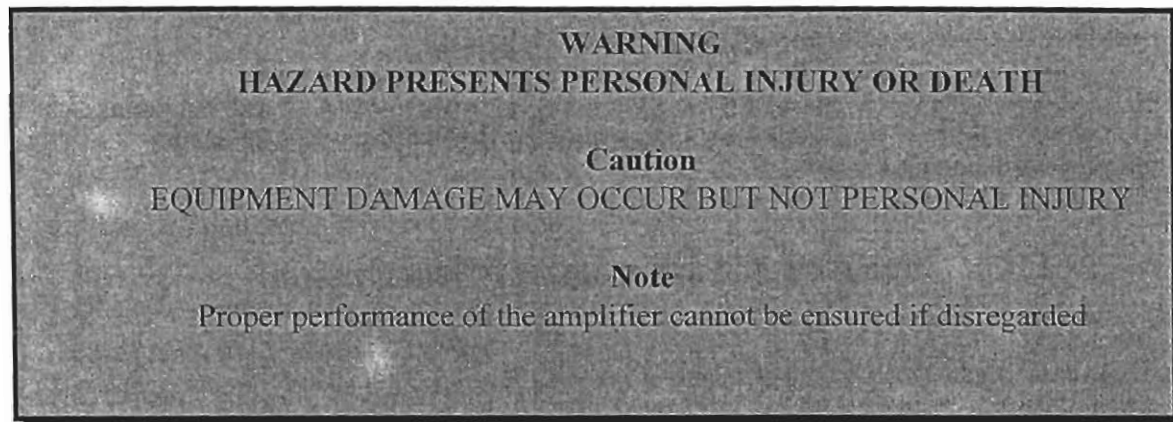 WARNING
HAZARD PRESENTS PERSONAL INJURY OR DEATH
Caution
EQUIPMENT DAMAGE MAY OCCUR BUT NOT PERSONAL INJURY
Note
Proper performance of the amplifier cannot be ensured if disregarded